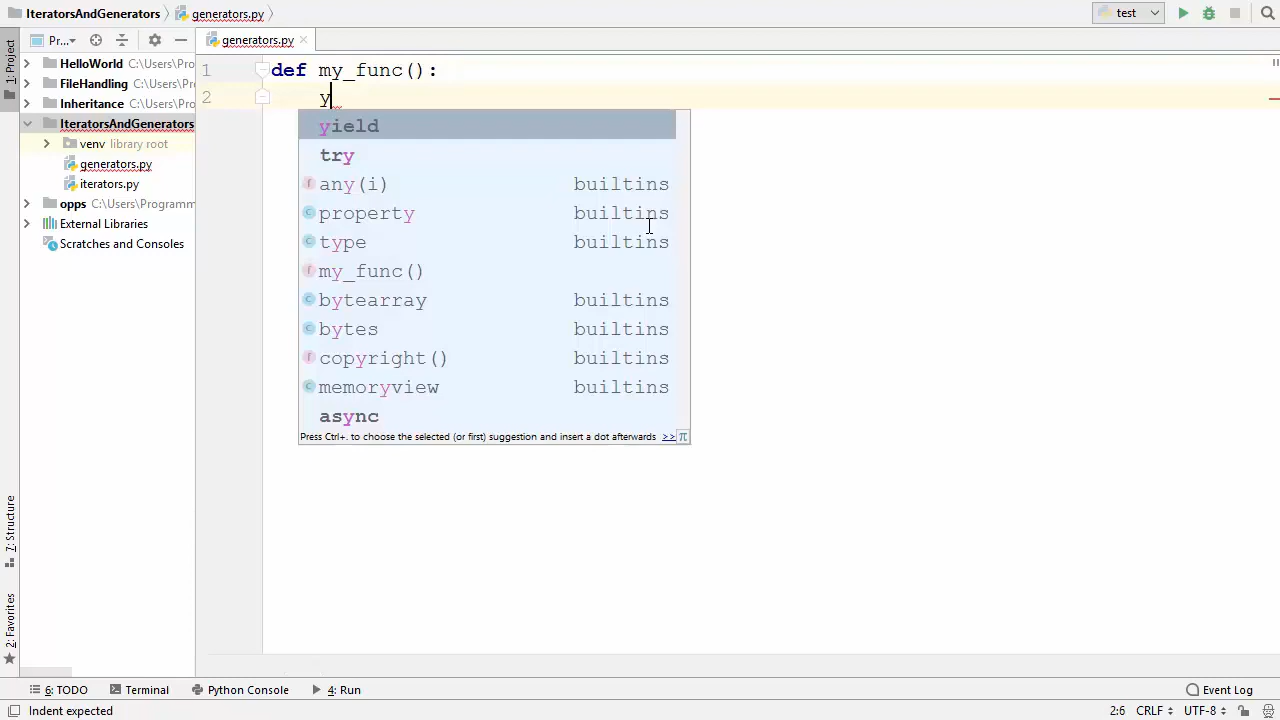 IteratorsAndGenerators generators.py test
1: Project
Pr... generators.py
HelloWorld C:\Users\Pro
FileHandling C:\Users\Pro
Inheritance C:\Users\Pro
IteratorsAndGenerators
venv library root
generators.py
iterators.py
opps C:\Users\Programm
External Libraries
Scratches and Consoles
1 def my_func():
2 y
yield
try
any(i) builtins
property builtins
type builtins
my_func()
bytearray builtins
bytes builtins
copyright() builtins
memoryview builtins
async
Press Ctrl+. to choose the selected (or first) suggestion and insert a dot afterwards >> π
7: Structure
2: Favorites
6: TODO Terminal Python Console 4: Run Event Log
Indent expected 2:6 CRLF UTF-8